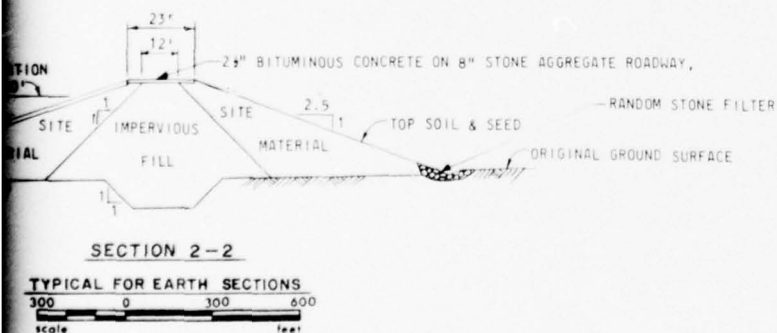 23'
12'
2½" BITUMINOUS CONCRETE ON 8" STONE AGGREGATE ROADWAY,
TION
1
1
SITE
IMPERVIOUS
FILL
SITE
MATERIAL
2.5
1
TOP SOIL & SEED
RANDOM STONE FILTER
ORIGINAL GROUND SURFACE
IAL
1
1
SECTION 2-2
TYPICAL FOR EARTH SECTIONS
300 0 300 600
scale feet